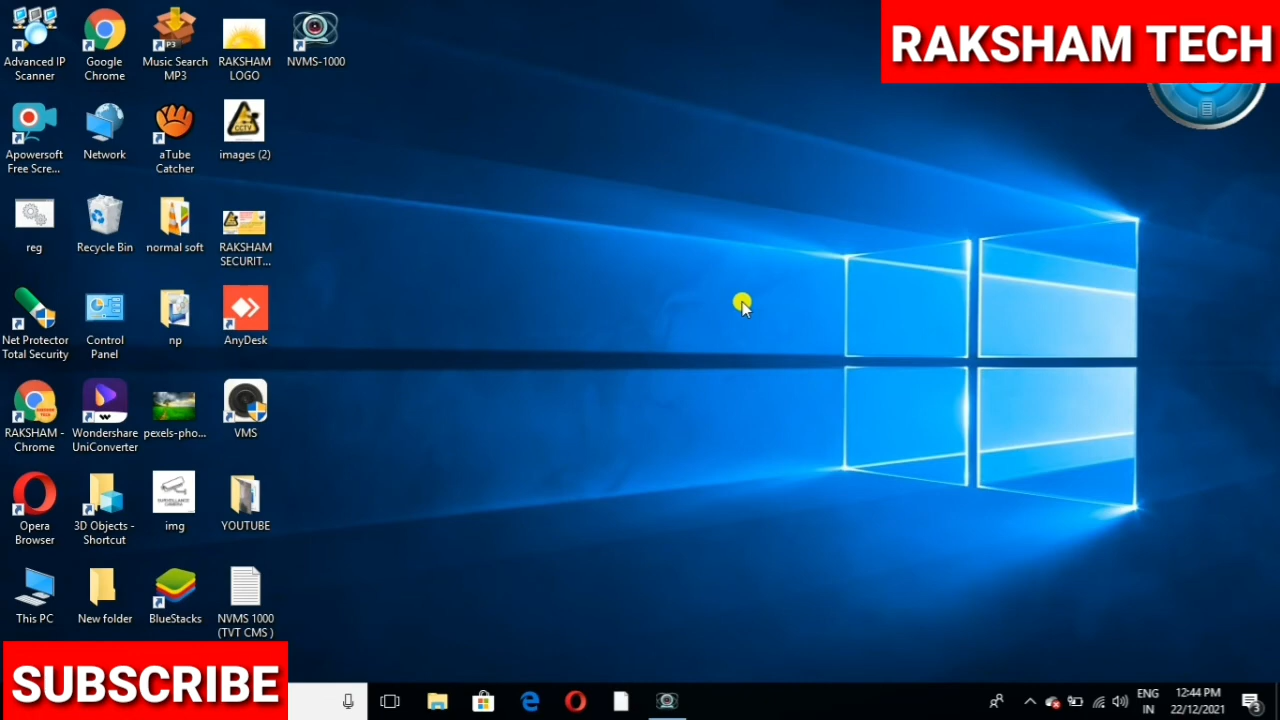 RAKSHAM TECH
Advanced IP
Scanner
Google
Chrome
Music Search
MP3
P3
RAKSHAM
LOGO
NVMS-1000
Apowersoft
Free Scre...
Network
aTube
Catcher
CCTV
images (2)
reg
Recycle Bin
normal soft
RAKSHAM
SECURIT...
Net Protector
Total Security
Control
Panel
np
AnyDesk
RAKSHAM -
Chrome
Wondershare
UniConverter
pexels-pho...
VMS
Opera
Browser
3D Objects -
Shortcut
img
YOUTUBE
This PC
New folder
BlueStacks
NVMS 1000
(TVT CMS )
SUBSCRIBE
ENG
IN
12:44 PM
22/12/2021
3